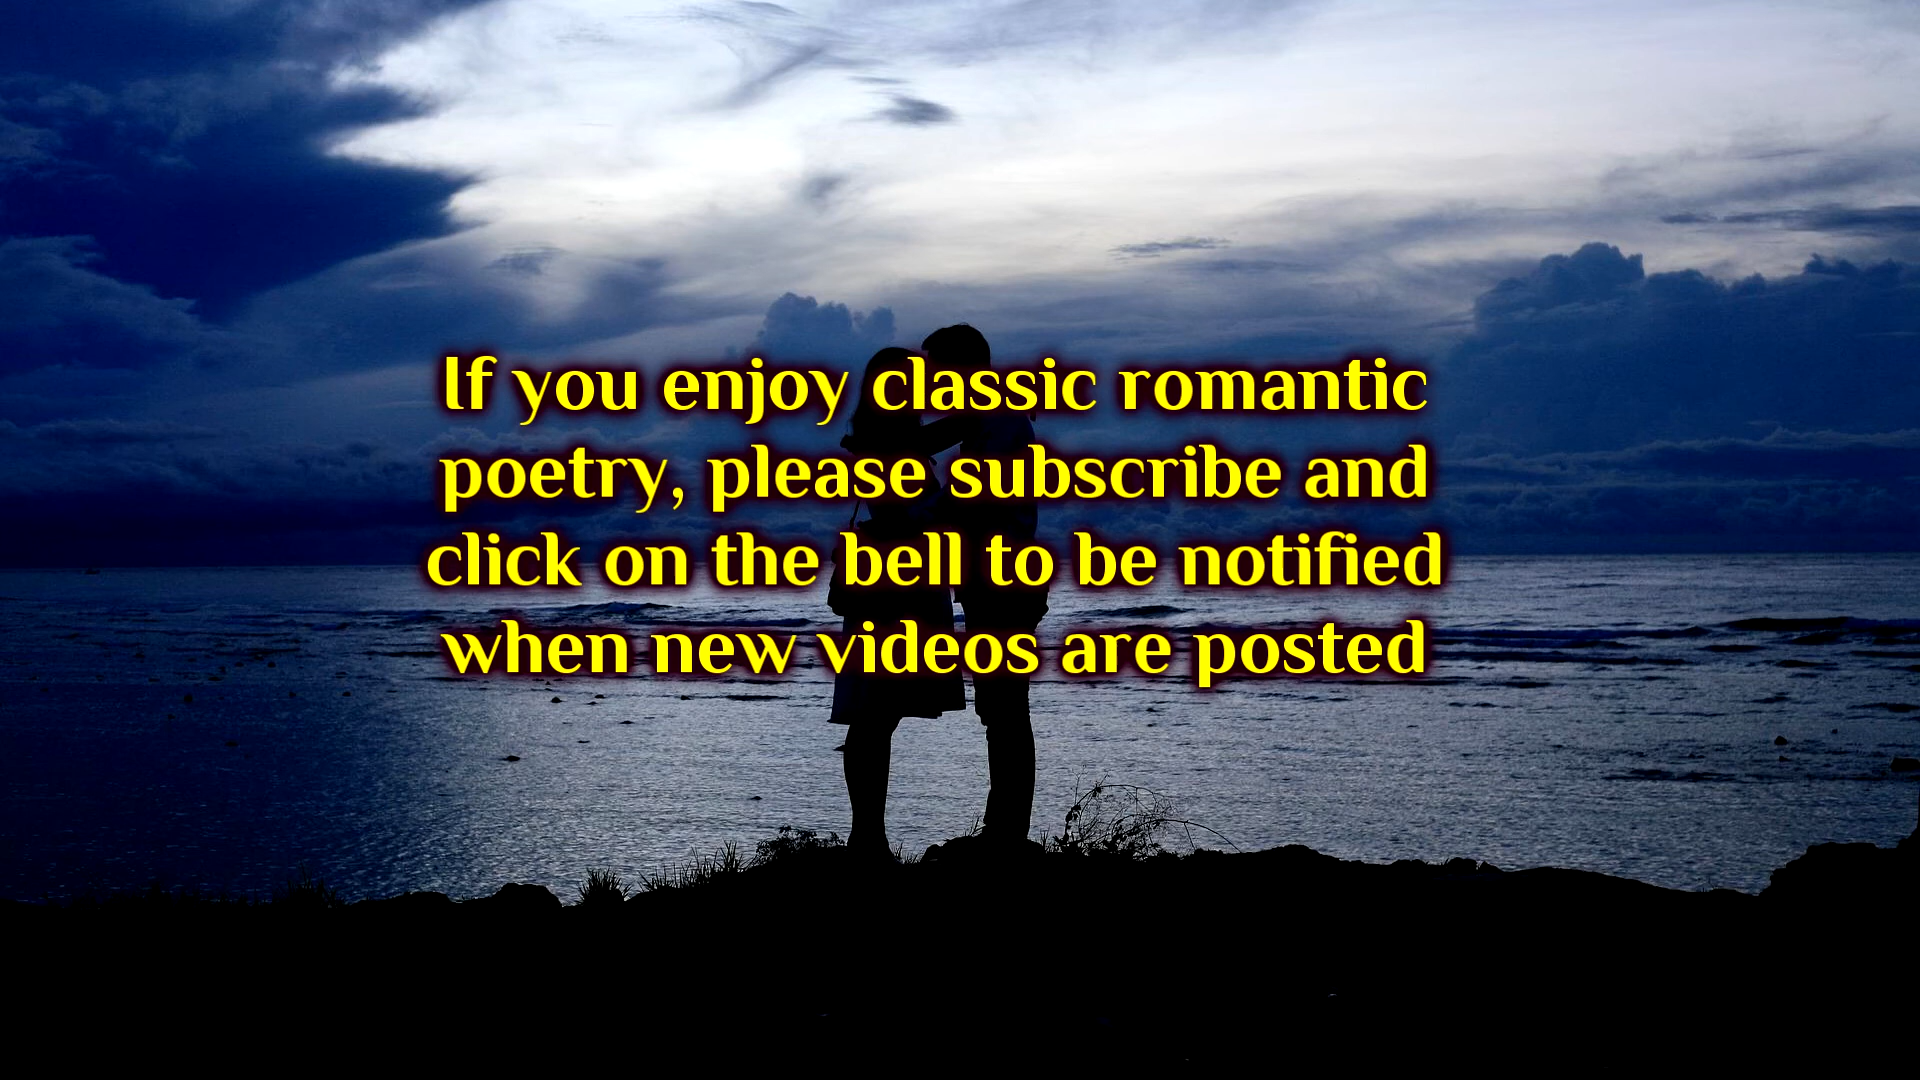 If you enjoy classic romantic
poetry, please subscribe and
click on the bell to be notified
when new videos are posted